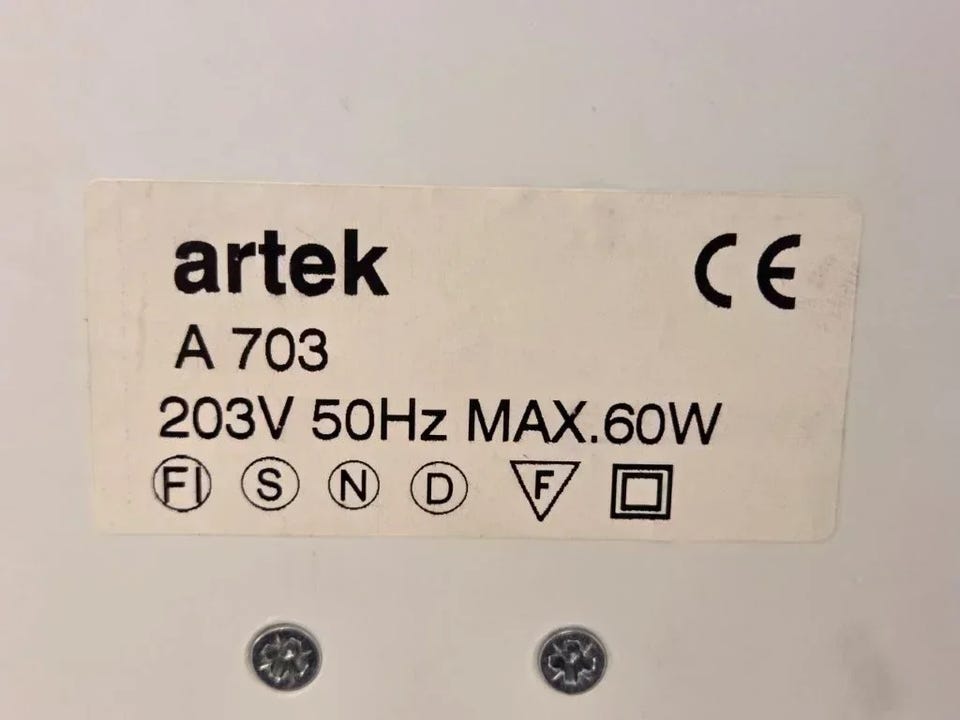 artek CE
A 703
203V 50Hz MAX.60W
FI S N D F